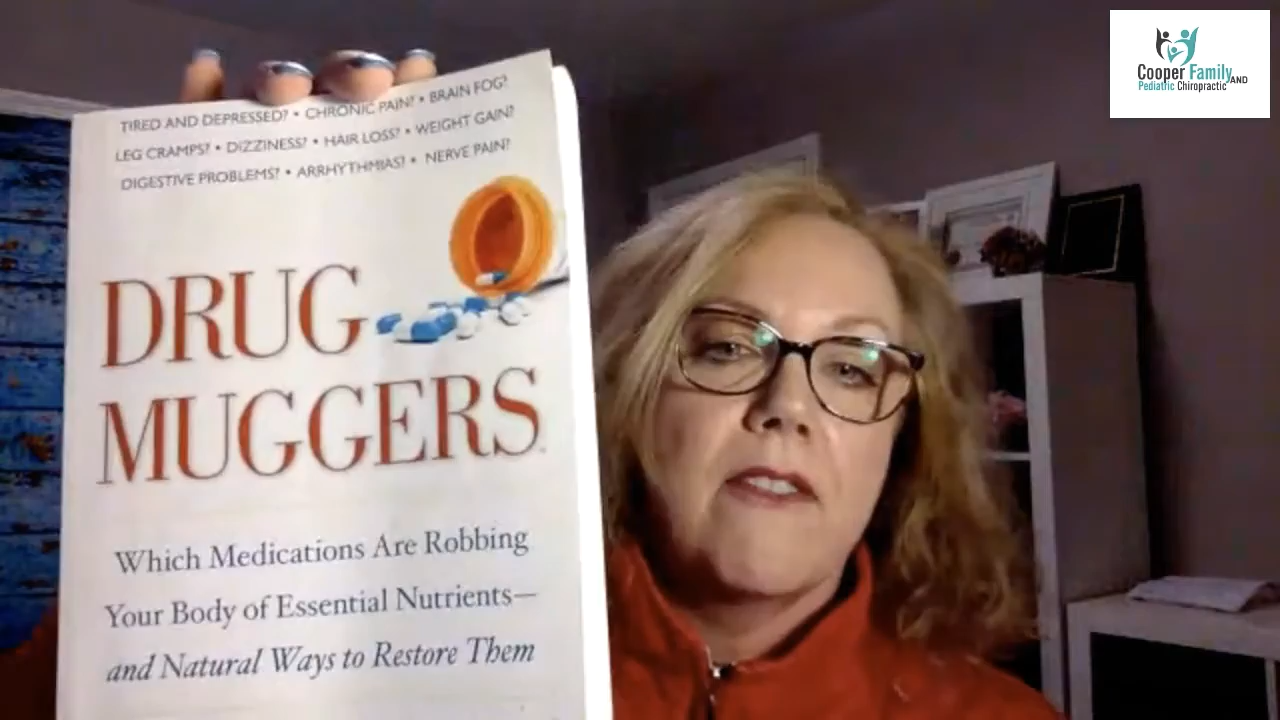 TIRED AND DEPRESSED? • CHRONIC PAIN? • BRAIN FOG?
LEG CRAMPS? • DIZZINESS? • HAIR LOSS? • WEIGHT GAIN?
DIGESTIVE PROBLEMS? • ARRHYTHMIAS? • NERVE PAIN?
DRUG
MUGGERS
Which Medications Are Robbing
Your Body of Essential Nutrients—
and Natural Ways to Restore Them
Cooper Family AND
Pediatric Chiropractic